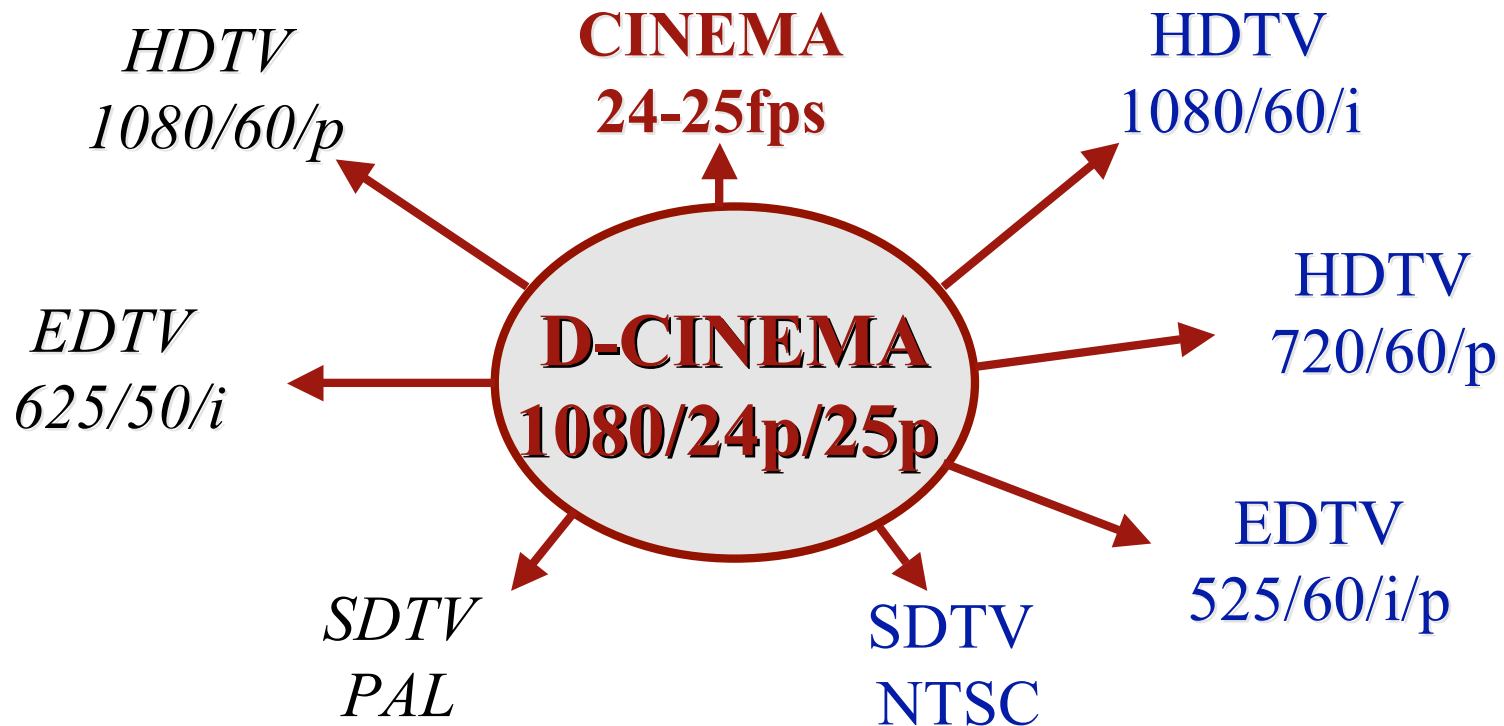 HDTV
1080/60/p
CINEMA
24-25fps
HDTV
1080/60/i
EDTV
625/50/i
D-CINEMA
1080/24p/25p
HDTV
720/60/p
SDTV
PAL
SDTV
NTSC
EDTV
525/60/i/p